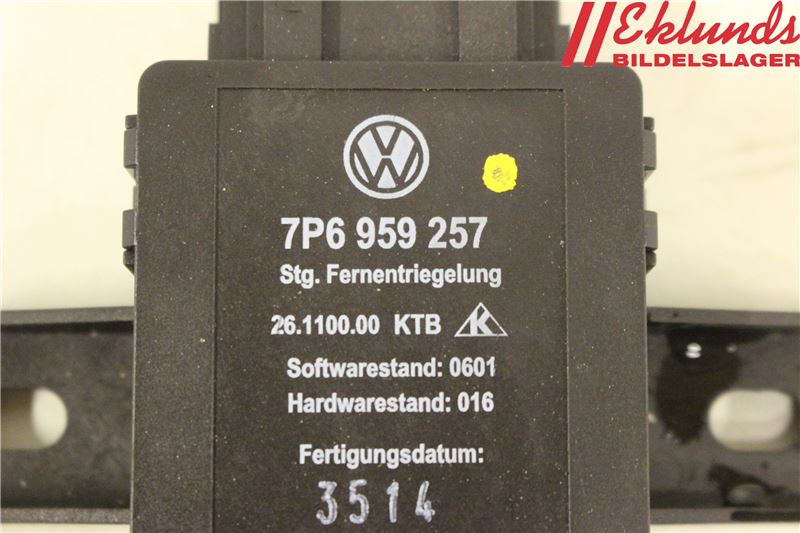 Eklunds
BILDELSLAGER
7P6 959 257
Stg. Fernentriegelung
26.1100.00 KTB K
Softwarestand: 0601
Hardwarestand: 016
Fertigungsdatum:
3514